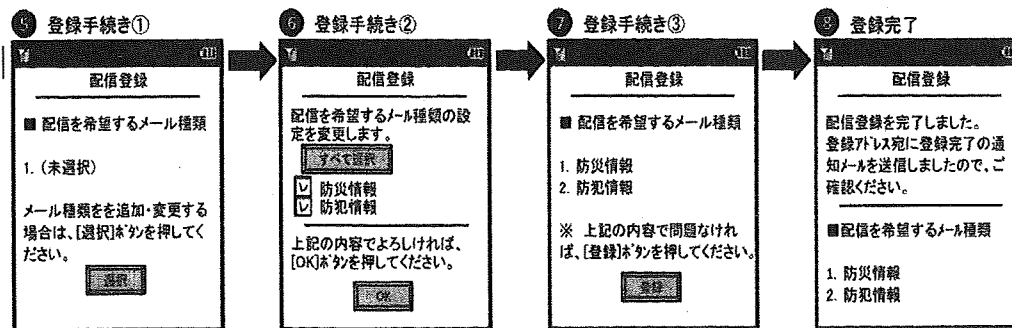 5 登録手続き①
配信登録
■ 配信を希望するメール種類
1. (未選択)
メール種類をを追加・変更する
場合は、[選択]ボタンを押してく
ださい。
選択
6 登録手続き②
配信登録
配信を希望するメール種類の設
定を変更します。
すべて選択
防災情報
防犯情報
上記の内容でよろしければ、
[OK]ボタンを押してください。
OK
7 登録手続き③
配信登録
■ 配信を希望するメール種類
1. 防災情報
2. 防犯情報
※ 上記の内容で問題なけれ
ば、[登録]ボタンを押してください。
登録
8 登録完了
配信登録
配信登録を完了しました。
登録アドレス宛に登録完了の通
知メールを送信しましたので、ご
確認ください。
■配信を希望するメール種類
1. 防災情報
2. 防犯情報